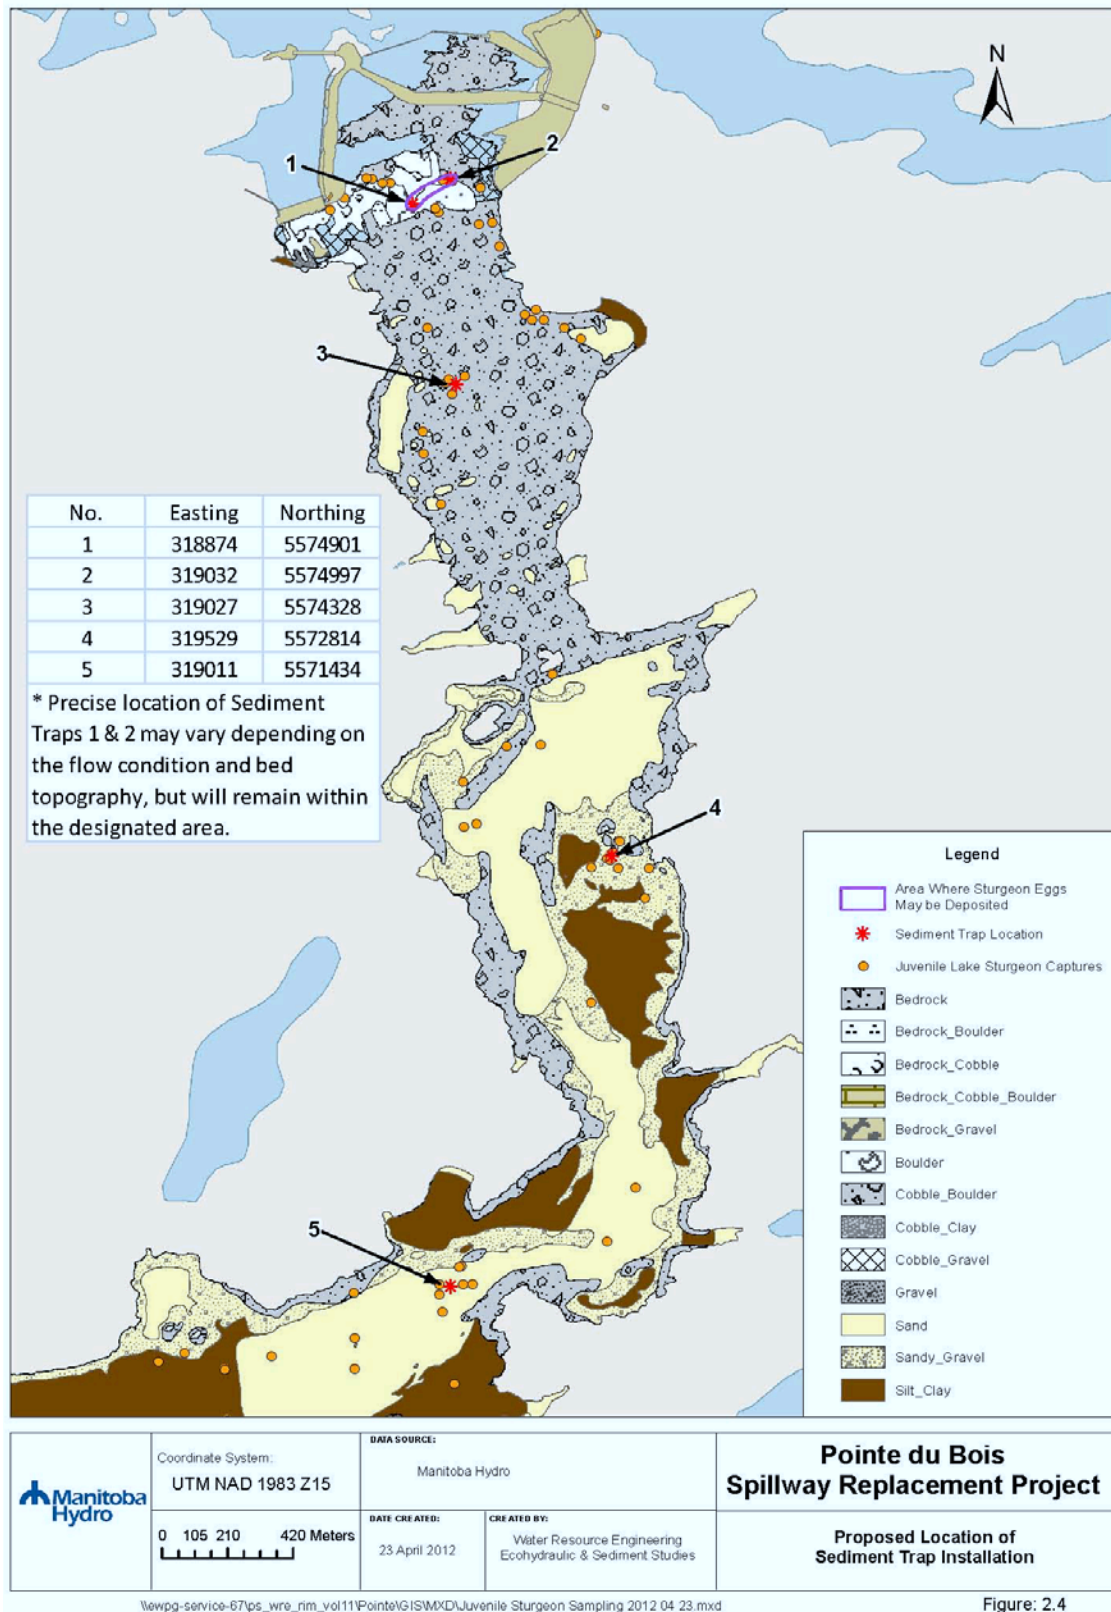 N
1
2
3
No. Easting Northing
1 318874 5574901
2 319032 5574997
3 319027 5574328
4 319529 5572814
5 319011 5571434
* Precise location of Sediment
Traps 1 & 2 may vary depending on
the flow condition and bed
topography, but will remain within
the designated area.
4
5
Legend
Area Where Sturgeon Eggs
May be Deposited
Sediment Trap Location
Juvenile Lake Sturgeon Captures
Bedrock
Bedrock_Boulder
Bedrock_Cobble
Bedrock_Cobble_Boulder
Bedrock_Gravel
Boulder
Cobble_Boulder
Cobble_Clay
Cobble_Gravel
Gravel
Sand
Sandy_Gravel
Silt_Clay
Manitoba
Hydro
Coordinate System:
UTM NAD 1983 Z15
0 105 210 420 Meters
DATA SOURCE:
Manitoba Hydro
DATE CREATED:
23 April 2012
CREATED BY:
Water Resource Engineering
Ecohydraulic & Sediment Studies
Pointe du Bois
Spillway Replacement Project
Proposed Location of
Sediment Trap Installation
\\ewpg-service-67\ps_wre_rim_vol11\Pointe\GIS\MXD\Juvenile Sturgeon Sampling 2012 04 23.mxd
Figure: 2.4